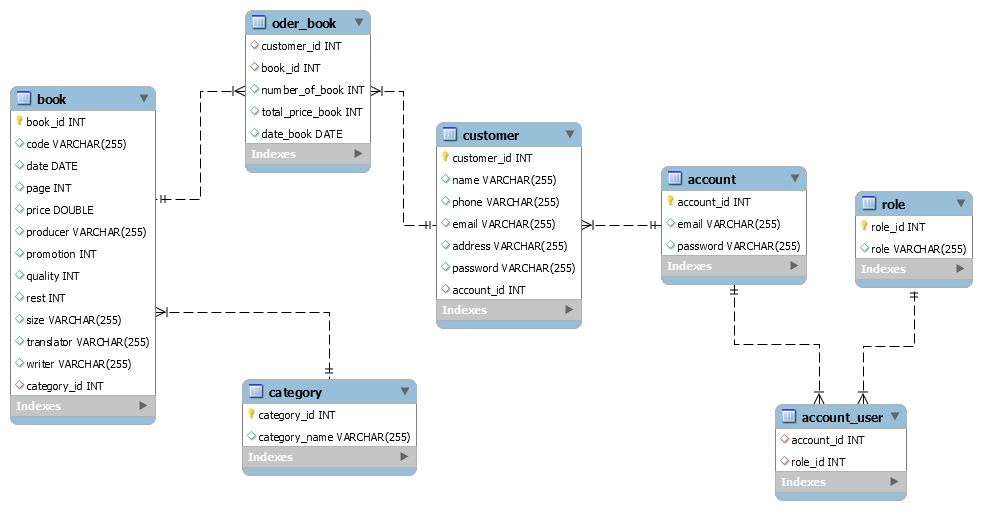 oder_book
customer_id INT
book_id INT
number_of_book INT
total_price_book INT
date_book DATE
Indexes
book
book_id INT
code VARCHAR(255)
date DATE
page INT
price DOUBLE
producer VARCHAR(255)
promotion INT
quality INT
rest INT
size VARCHAR(255)
translator VARCHAR(255)
writer VARCHAR(255)
category_id INT
Indexes
customer
customer_id INT
name VARCHAR(255)
phone VARCHAR(255)
email VARCHAR(255)
address VARCHAR(255)
password VARCHAR(255)
account_id INT
Indexes
account
account_id INT
email VARCHAR(255)
password VARCHAR(255)
Indexes
role
role_id INT
role VARCHAR(255)
Indexes
category
category_id INT
category_name VARCHAR(255)
Indexes
account_user
account_id INT
role_id INT
Indexes